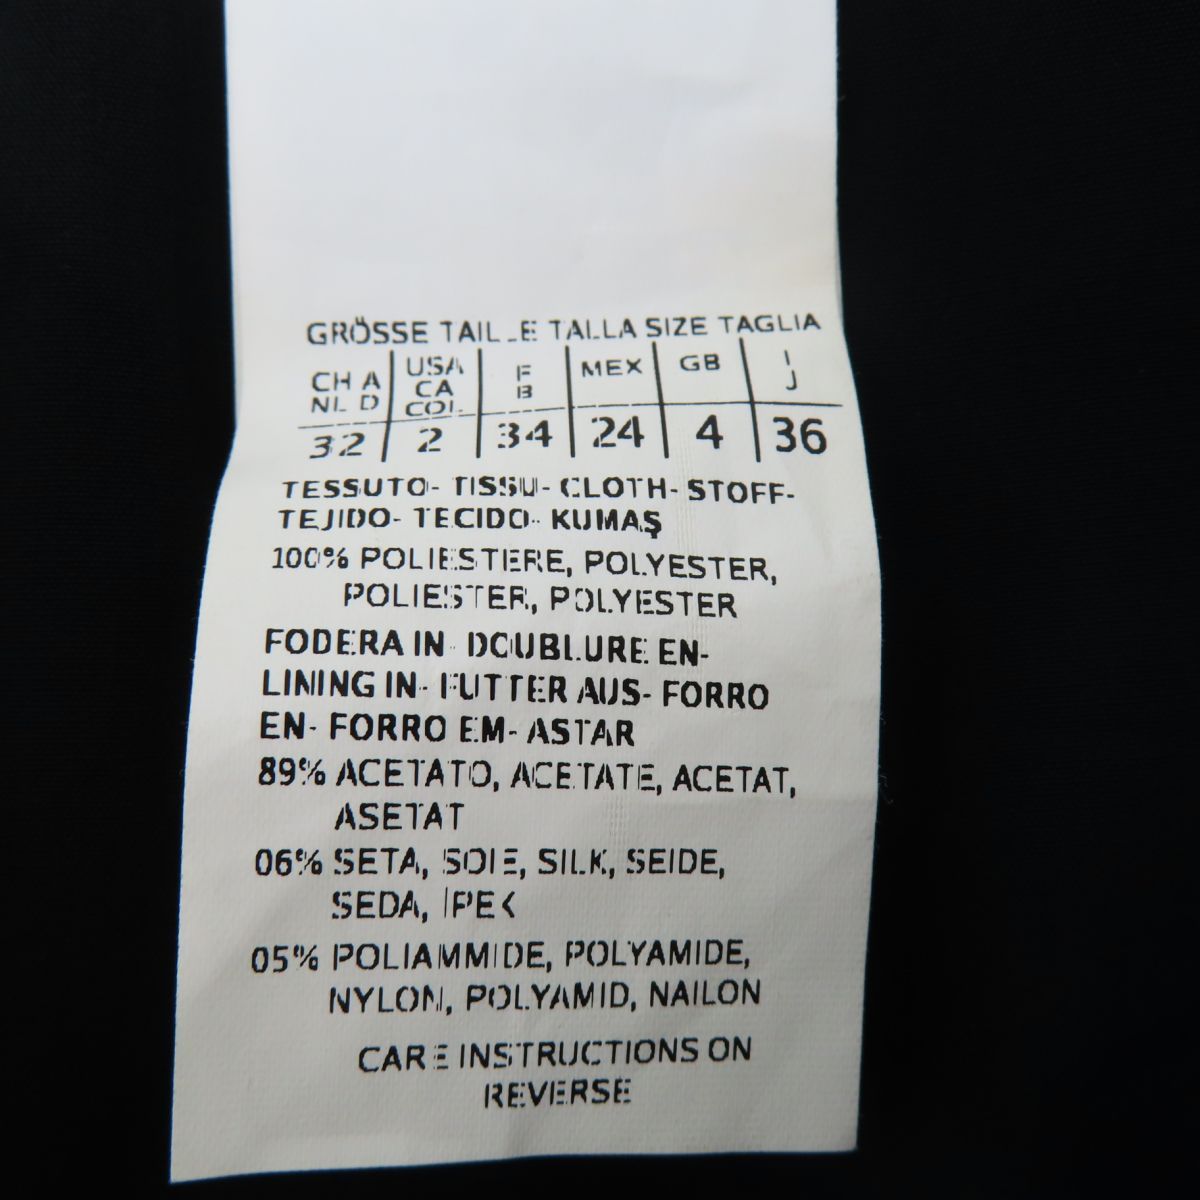 GRÖSSE TAILLE TALLA SIZE TAGLIA
CH A NL D USA CA COL F B MEX GB I J
32 2 34 24 4 36
TESSUTO- TISSU- CLOTH- STOFF-
TEJIDO- TECIDO- KUMAŞ
100% POLIESTERE, POLYESTER,
POLIESTER, POLYESTER
FODERA IN- DOUBLURE EN-
LINING IN- FUTTER AUS- FORRO
EN- FORRO EM- ASTAR
89% ACETATO, ACETATE, ACETAT,
ASETAT
06% SETA, SOIE, SILK, SEIDE,
SEDA, İPEK
05% POLIAMMIDE, POLYAMIDE,
NYLON, POLYAMID, NAILON
CARE INSTRUCTIONS ON
REVERSE